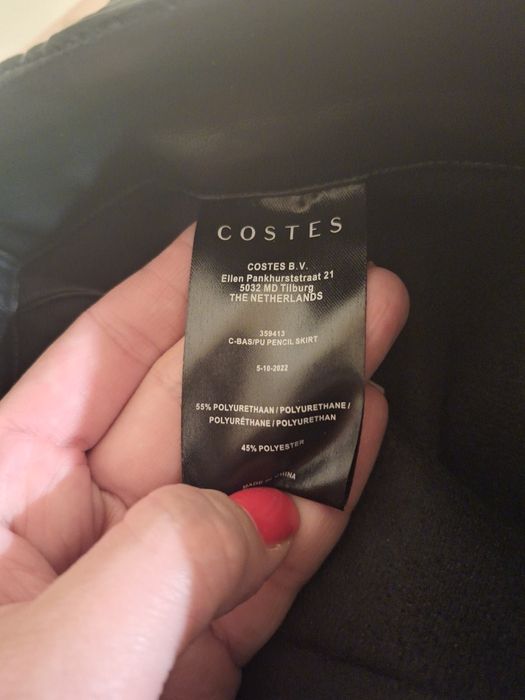 COSTES
COSTES B.V.
Ellen Pankhurststraat 21
5032 MD Tilburg
THE NETHERLANDS
359413
C-BAS/PU PENCIL SKIRT
5-10-2022
55% POLYURETHAAN / POLYURETHANE /
POLYURÉTHANE / POLYURETHAN
45% POLYESTER
MADE IN CHINA